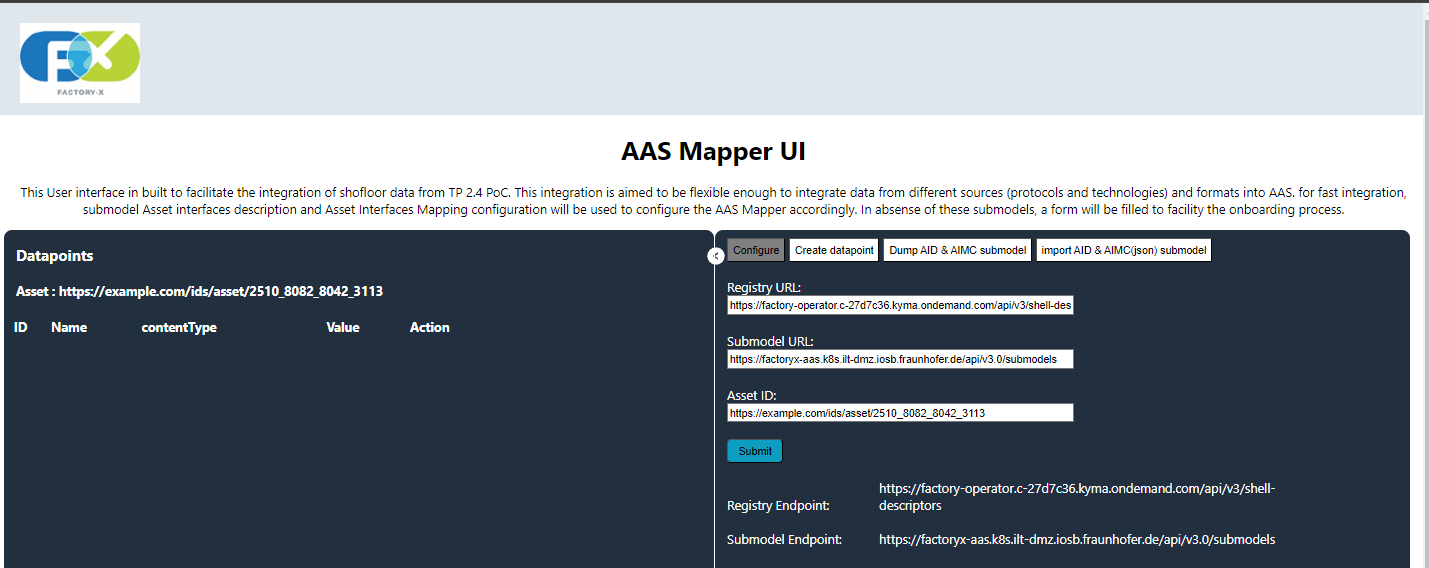 FX
FACTORY-X
AAS Mapper UI
This User interface in built to facilitate the integration of shofloor data from TP 2.4 PoC. This integration is aimed to be flexible enough to integrate data from different sources (protocols and technologies) and formats into AAS. for fast integration,
submodel Asset interfaces description and Asset Interfaces Mapping configuration will be used to configure the AAS Mapper accordingly. In absense of these submodels, a form will be filled to facility the onboarding process.
Datapoints
Asset : https://example.com/ids/asset/2510_8082_8042_3113
ID Name contentType Value Action
Configure Create datapoint Dump AID & AIMC submodel import AID & AIMC(json) submodel
Registry URL:
https://factory-operator.c-27d7c36.kyma.ondemand.com/api/v3/shell-des
Submodel URL:
https://factoryx-aas.k8s.ilt-dmz.iosb.fraunhofer.de/api/v3.0/submodels
Asset ID:
https://example.com/ids/asset/2510_8082_8042_3113
Submit
Registry Endpoint:
https://factory-operator.c-27d7c36.kyma.ondemand.com/api/v3/shell-
descriptors
Submodel Endpoint:
https://factoryx-aas.k8s.ilt-dmz.iosb.fraunhofer.de/api/v3.0/submodels